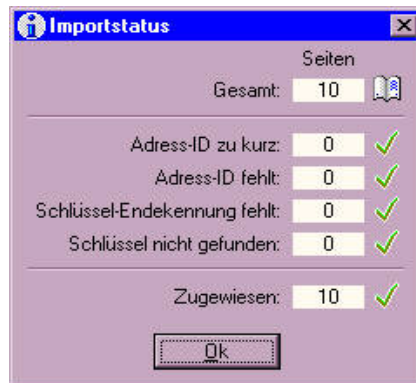 Importstatus
Seiten
Gesamt: 10
Adress-ID zu kurz: 0
Adress-ID fehlt: 0
Schlüssel-Endekennung fehlt: 0
Schlüssel nicht gefunden: 0
Zugewiesen: 10
Ok